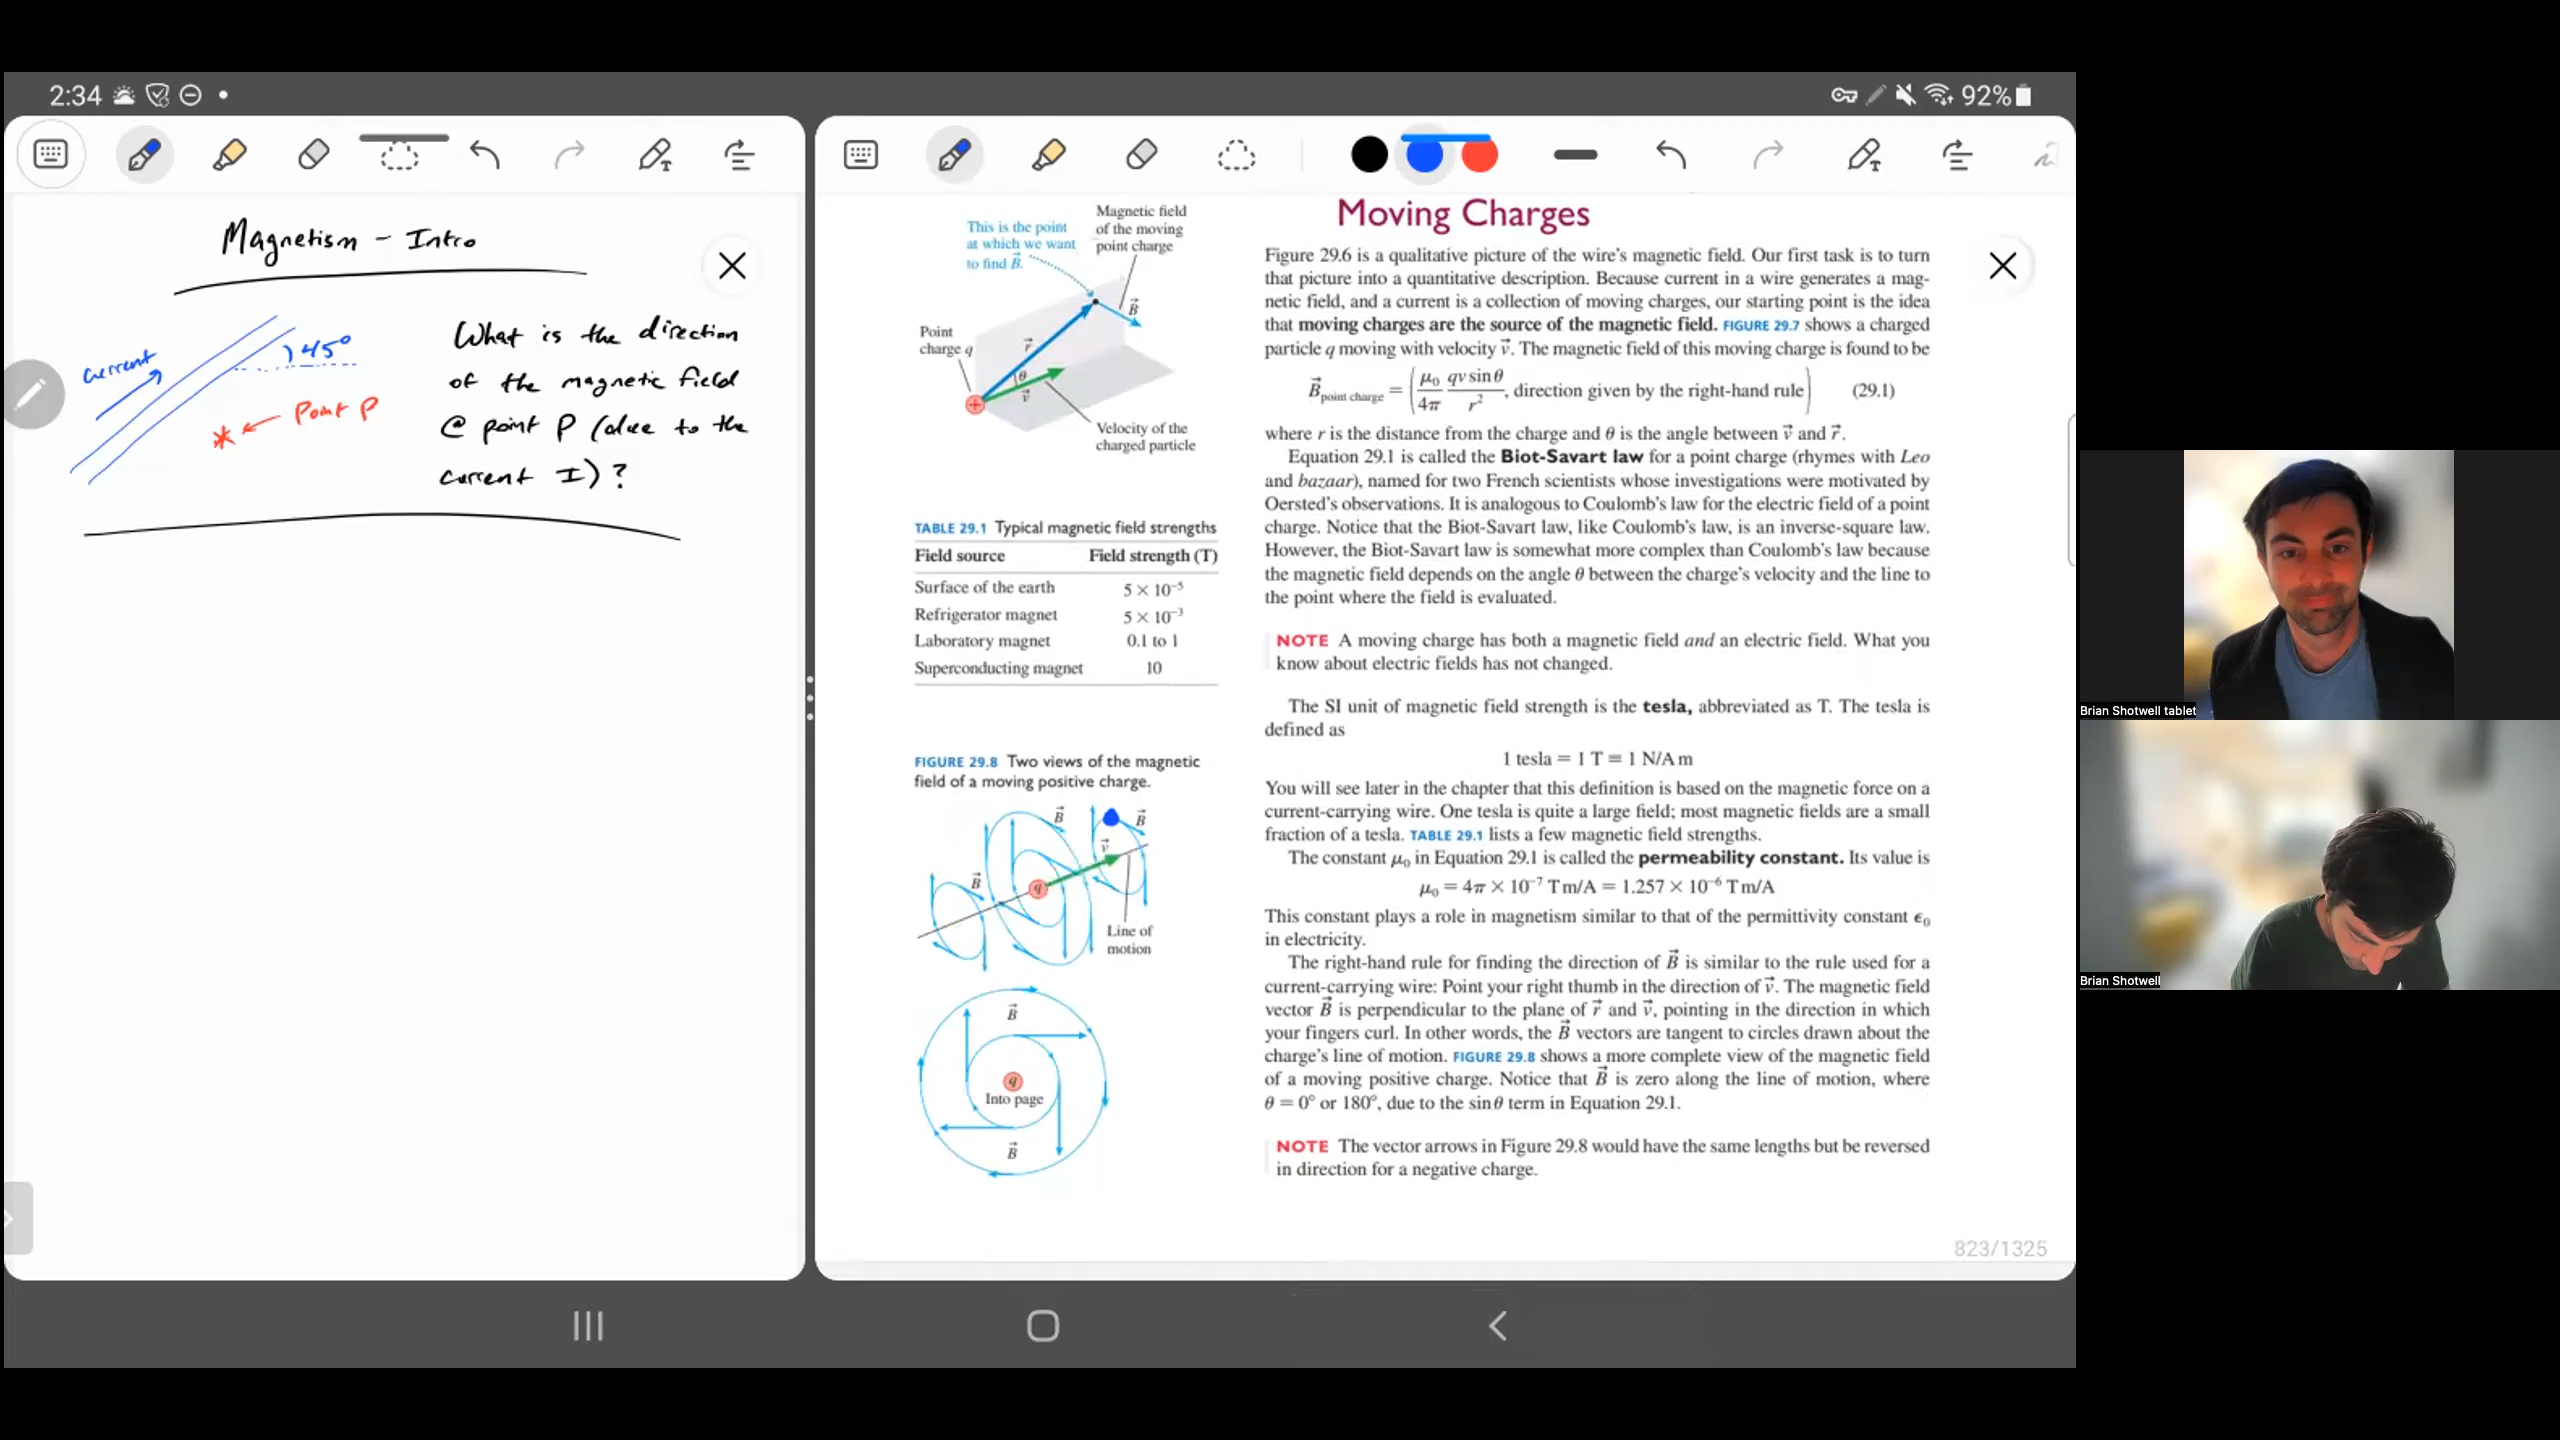 2:34
92%
Magnetism - Intro
current
45°
Point P
What is the direction
of the magnetic field
@ point P (due to the
current I)?
This is the point
at which we want
to find B⃗.
Magnetic field
of the moving
point charge
B⃗
Point
charge q
r⃗
θ
v⃗
Velocity of the
charged particle
TABLE 29.1 Typical magnetic field strengths
Field source Field strength (T)
Surface of the earth 5 × 10⁻⁵
Refrigerator magnet 5 × 10⁻³
Laboratory magnet 0.1 to 1
Superconducting magnet 10
FIGURE 29.8 Two views of the magnetic
field of a moving positive charge.
B⃗
B⃗
v⃗
B⃗
q
Line of
motion
B⃗
q
Into page
B⃗
Moving Charges
Figure 29.6 is a qualitative picture of the wire's magnetic field. Our first task is to turn
that picture into a quantitative description. Because current in a wire generates a mag-
netic field, and a current is a collection of moving charges, our starting point is the idea
that moving charges are the source of the magnetic field. FIGURE 29.7 shows a charged
particle q moving with velocity v⃗. The magnetic field of this moving charge is found to be
B⃗point charge = (μ0/4π qv sin θ/r², direction given by the right-hand rule) (29.1)
where r is the distance from the charge and θ is the angle between v⃗ and r⃗.
Equation 29.1 is called the Biot-Savart law for a point charge (rhymes with Leo
and bazaar), named for two French scientists whose investigations were motivated by
Oersted's observations. It is analogous to Coulomb's law for the electric field of a point
charge. Notice that the Biot-Savart law, like Coulomb's law, is an inverse-square law.
However, the Biot-Savart law is somewhat more complex than Coulomb's law because
the magnetic field depends on the angle θ between the charge's velocity and the line to
the point where the field is evaluated.
NOTE A moving charge has both a magnetic field and an electric field. What you
know about electric fields has not changed.
The SI unit of magnetic field strength is the tesla, abbreviated as T. The tesla is
defined as
1 tesla = 1 T = 1 N/A m
You will see later in the chapter that this definition is based on the magnetic force on a
current-carrying wire. One tesla is quite a large field; most magnetic fields are a small
fraction of a tesla. TABLE 29.1 lists a few magnetic field strengths.
The constant μ0 in Equation 29.1 is called the permeability constant. Its value is
μ0 = 4π × 10⁻⁷ T m/A = 1.257 × 10⁻⁶ T m/A
This constant plays a role in magnetism similar to that of the permittivity constant ϵ0
in electricity.
The right-hand rule for finding the direction of B⃗ is similar to the rule used for a
current-carrying wire: Point your right thumb in the direction of v⃗. The magnetic field
vector B⃗ is perpendicular to the plane of r⃗ and v⃗, pointing in the direction in which
your fingers curl. In other words, the B⃗ vectors are tangent to circles drawn about the
charge's line of motion. FIGURE 29.8 shows a more complete view of the magnetic field
of a moving positive charge. Notice that B⃗ is zero along the line of motion, where
θ = 0° or 180°, due to the sin θ term in Equation 29.1.
NOTE The vector arrows in Figure 29.8 would have the same lengths but be reversed
in direction for a negative charge.
823/1325
Brian Shotwell tablet
Brian Shotwell